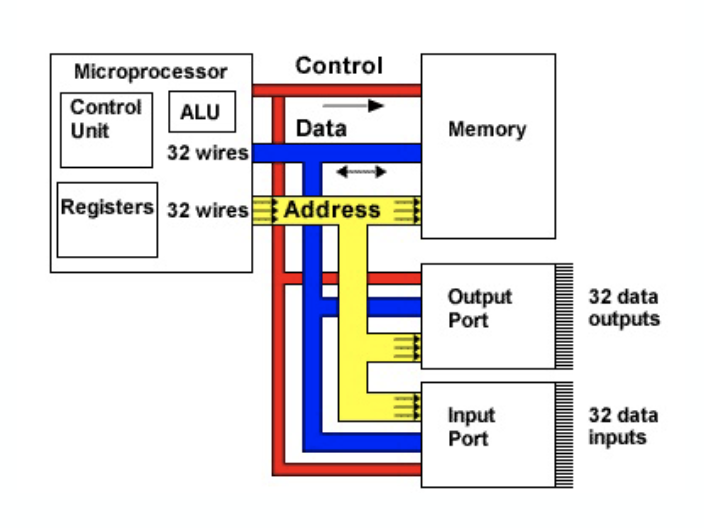 Microprocessor
Control
Unit
ALU
32 wires
Registers
32 wires
Control
Data
Address
Memory
Output
Port
32 data
outputs
Input
Port
32 data
inputs